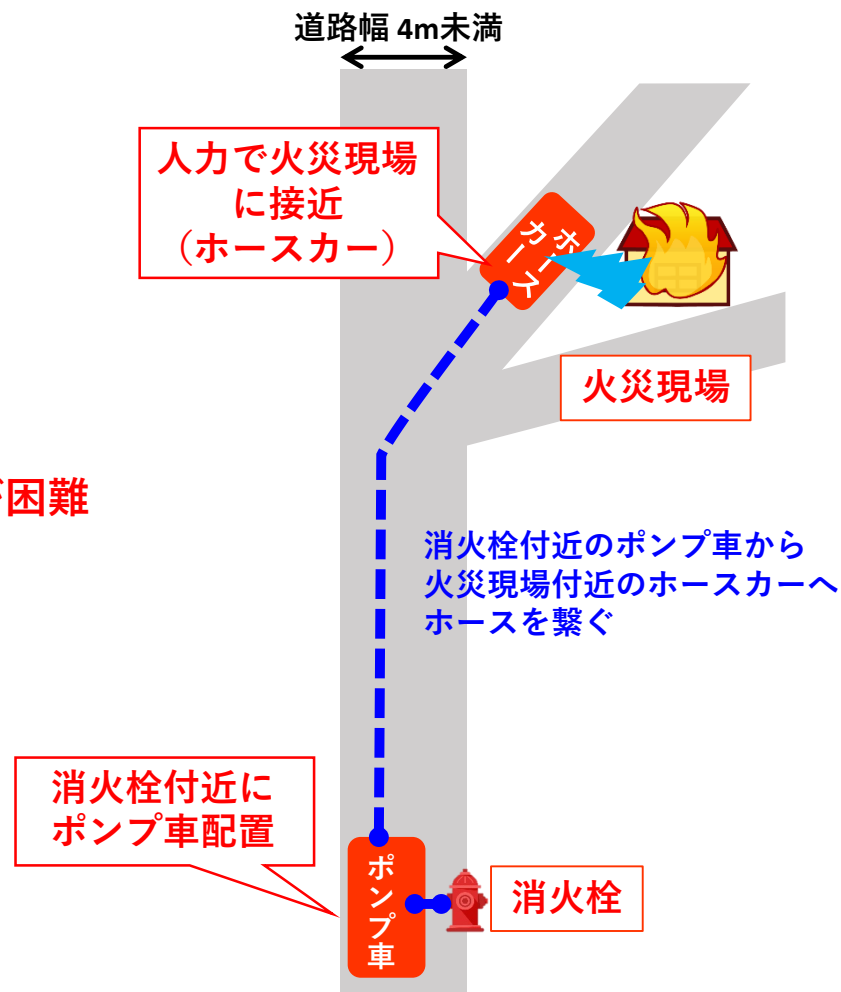 道路幅 4m未満
人力で火災現場
に接近
（ホースカー）
ホース
カー
火災現場
困難
消火栓付近のポンプ車から
火災現場付近のホースカーへ
ホースを繋ぐ
消火栓付近に
ポンプ車配置
ポンプ車
消火栓